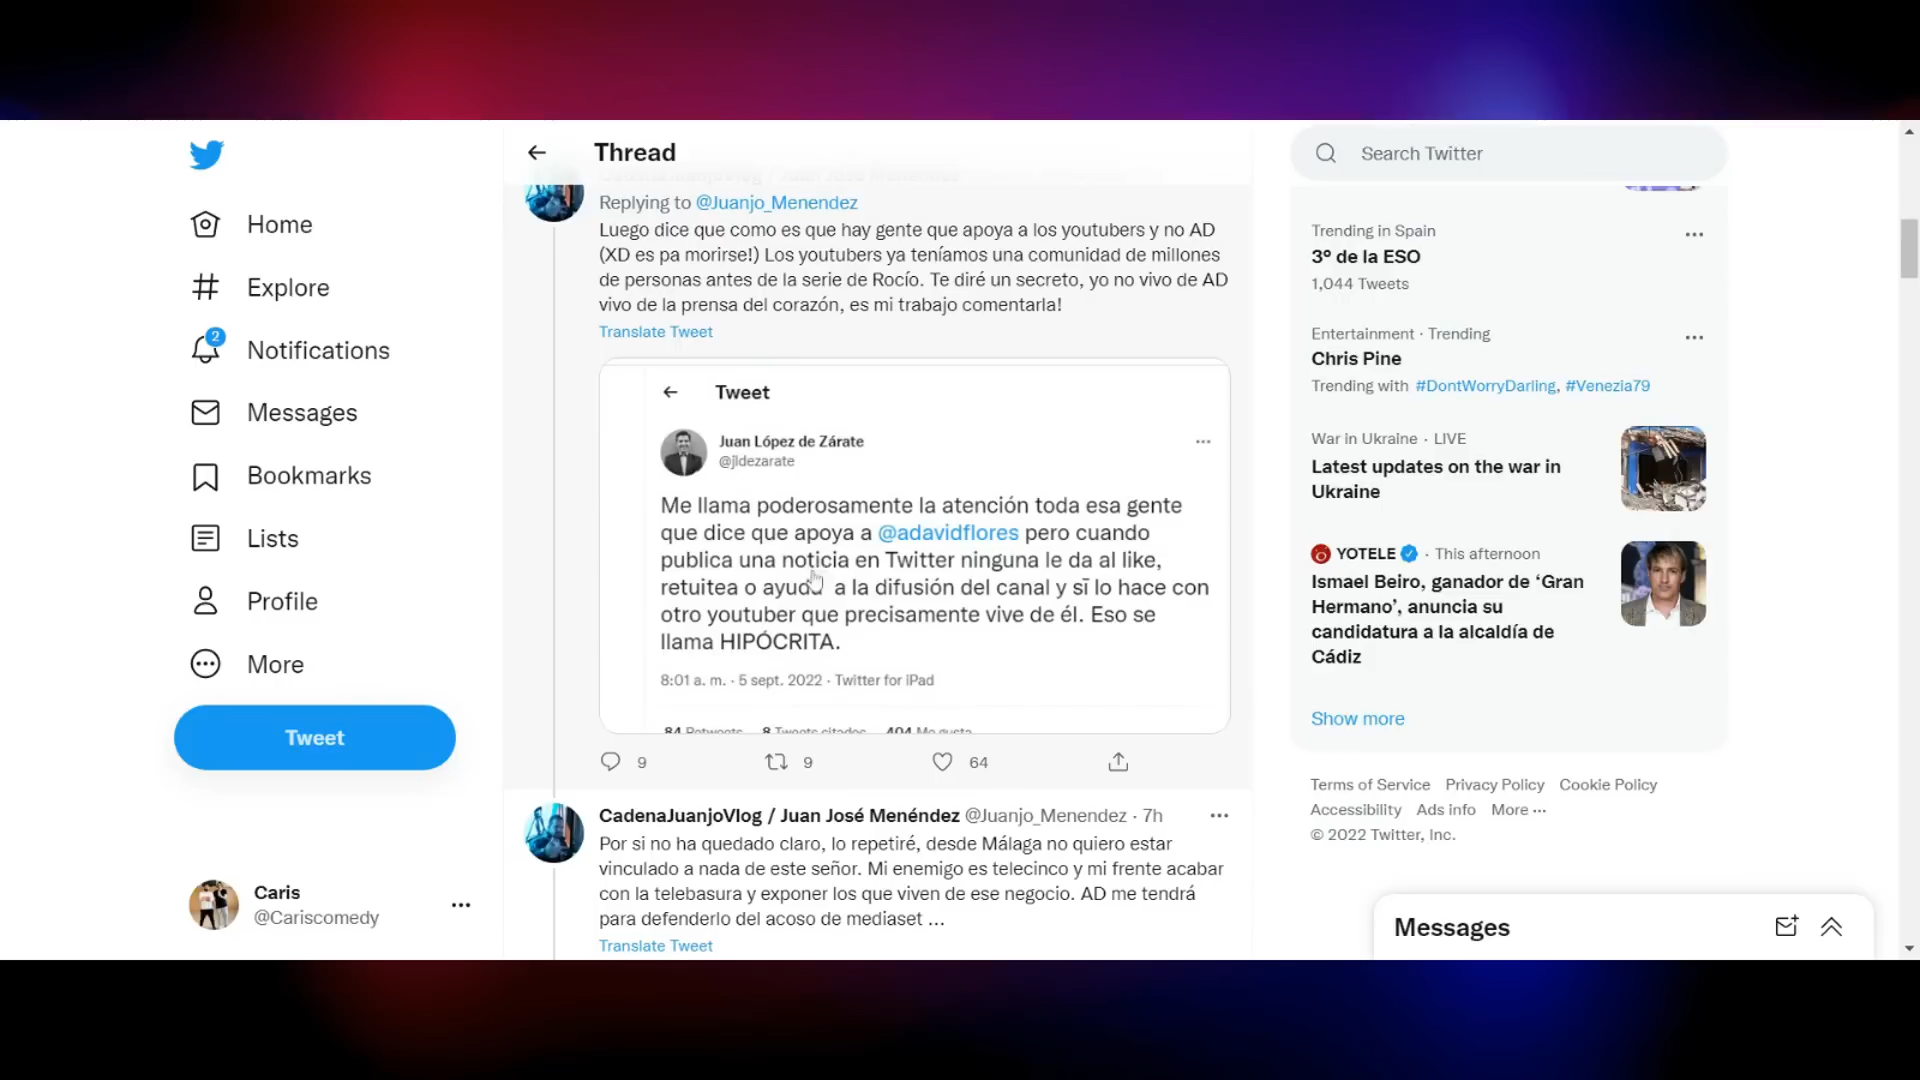 Home
Explore
2
Notifications
Messages
Bookmarks
Lists
Profile
More
Tweet
Caris
@Cariscomedy
Thread
Replying to @Juanjo_Menendez
Luego dice que como es que hay gente que apoya a los youtubers y no AD
(XD es pa morirse!) Los youtubers ya teníamos una comunidad de millones
de personas antes de la serie de Rocío. Te diré un secreto, yo no vivo de AD
vivo de la prensa del corazón, es mi trabajo comentarla!
Translate Tweet
Tweet
Juan López de Zárate
@jldezarate
Me llama poderosamente la atención toda esa gente
que dice que apoya a @adavidflores pero cuando
publica una noticia en Twitter ninguna le da al like,
retuitea o ayuda a la difusión del canal y sī lo hace con
otro youtuber que precisamente vive de él. Eso se
llama HIPÓCRITA.
8:01 a. m. · 5 sept. 2022 · Twitter for iPad
84 Retweets 8 Tweets citados 404 Me gusta
9 9 64
CadenaJuanjoVlog / Juan José Menéndez @Juanjo_Menendez · 7h
Por si no ha quedado claro, lo repetiré, desde Málaga no quiero estar
vinculado a nada de este señor. Mi enemigo es telecinco y mi frente acabar
con la telebasura y exponer los que viven de ese negocio. AD me tendrá
para defenderlo del acoso de mediaset ...
Translate Tweet
Search Twitter
Trending in Spain
3º de la ESO
1,044 Tweets
Entertainment · Trending
Chris Pine
Trending with #DontWorryDarling, #Venezia79
War in Ukraine · LIVE
Latest updates on the war in
Ukraine
YOTELE · This afternoon
Ismael Beiro, ganador de ‘Gran
Hermano’, anuncia su
candidatura a la alcaldía de
Cádiz
Show more
Terms of Service Privacy Policy Cookie Policy
Accessibility Ads info More ···
© 2022 Twitter, Inc.
Messages